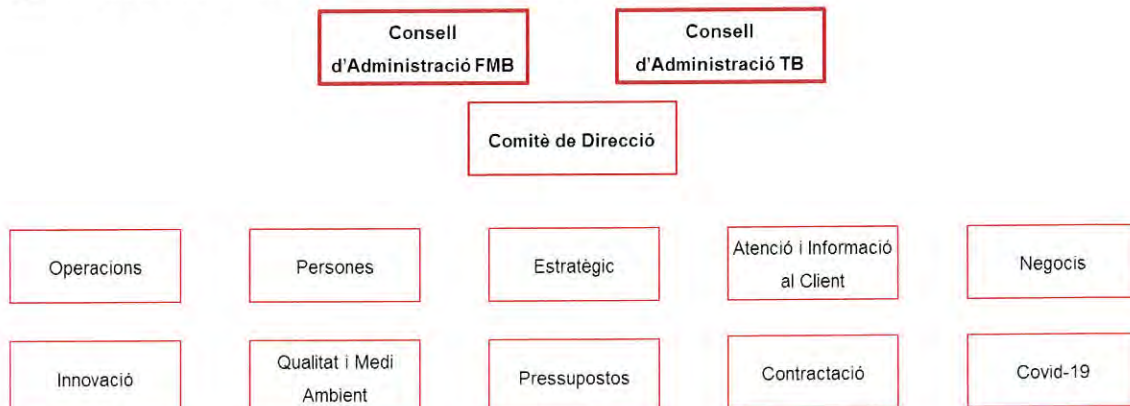 Consell
d'Administració FMB
Consell
d'Administració TB
Comitè de Direcció
Operacions
Persones
Estratègic
Atenció i Informació
al Client
Negocis
Innovació
Qualitat i Medi
Ambient
Pressupostos
Contractació
Covid-19